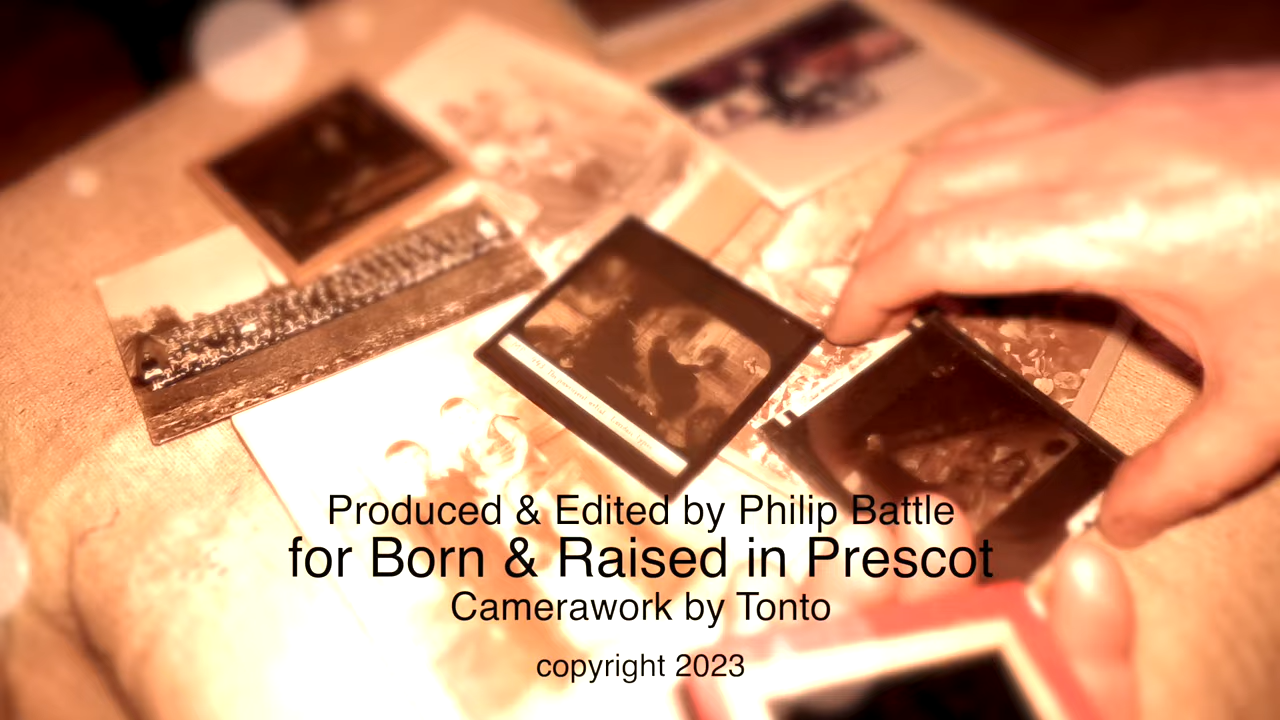 Produced & Edited by Philip Battle
for Born & Raised in Prescot
Camerawork by Tonto
copyright 2023